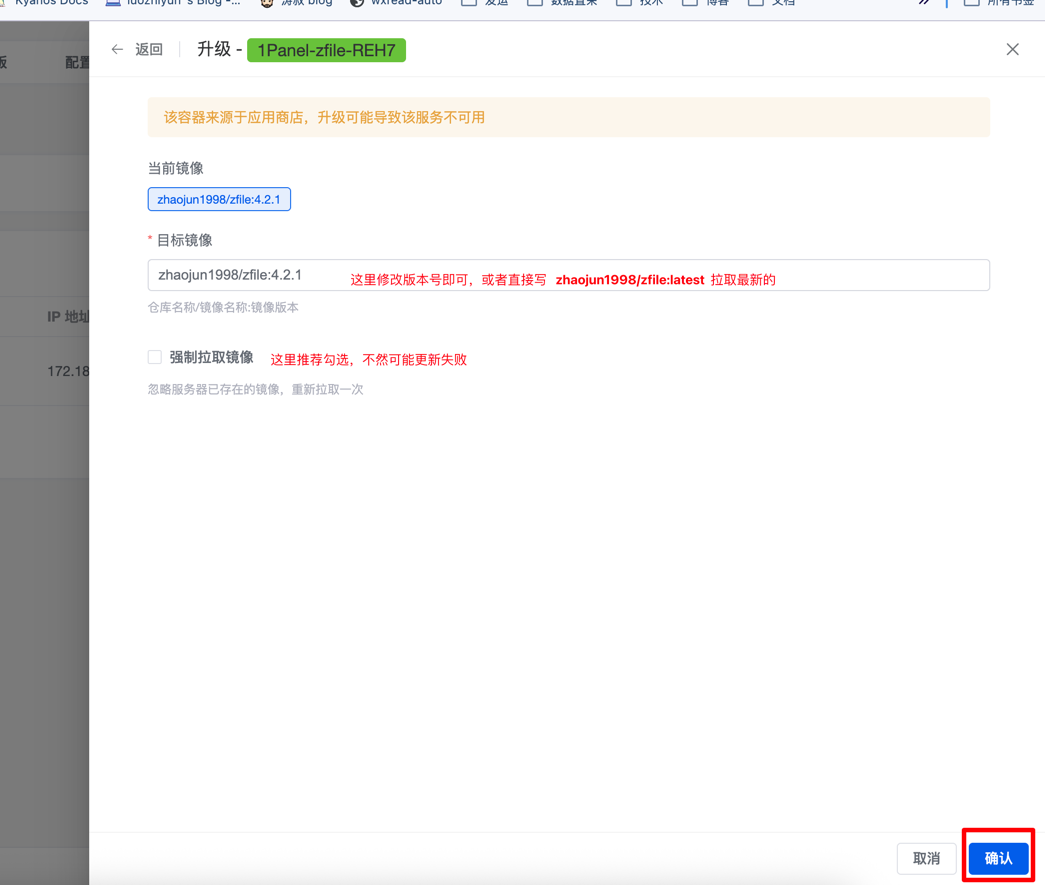 Kyanos Docs luozhiyun`s Blog -... 涛叔 blog wxread-auto 发运 数据直采 技术 博客 文档 » 所有书签
返回 升级 - 1Panel-zfile-REH7
版 配置
该容器来源于应用商店，升级可能导致该服务不可用
当前镜像
zhaojun1998/zfile:4.2.1
* 目标镜像
zhaojun1998/zfile:4.2.1 这里修改版本号即可，或者直接写 zhaojun1998/zfile:latest 拉取最新的
仓库名称/镜像名称:镜像版本
IP 地址
强制拉取镜像 这里推荐勾选，不然可能更新失败
172.18
忽略服务器已存在的镜像，重新拉取一次
取消 确认